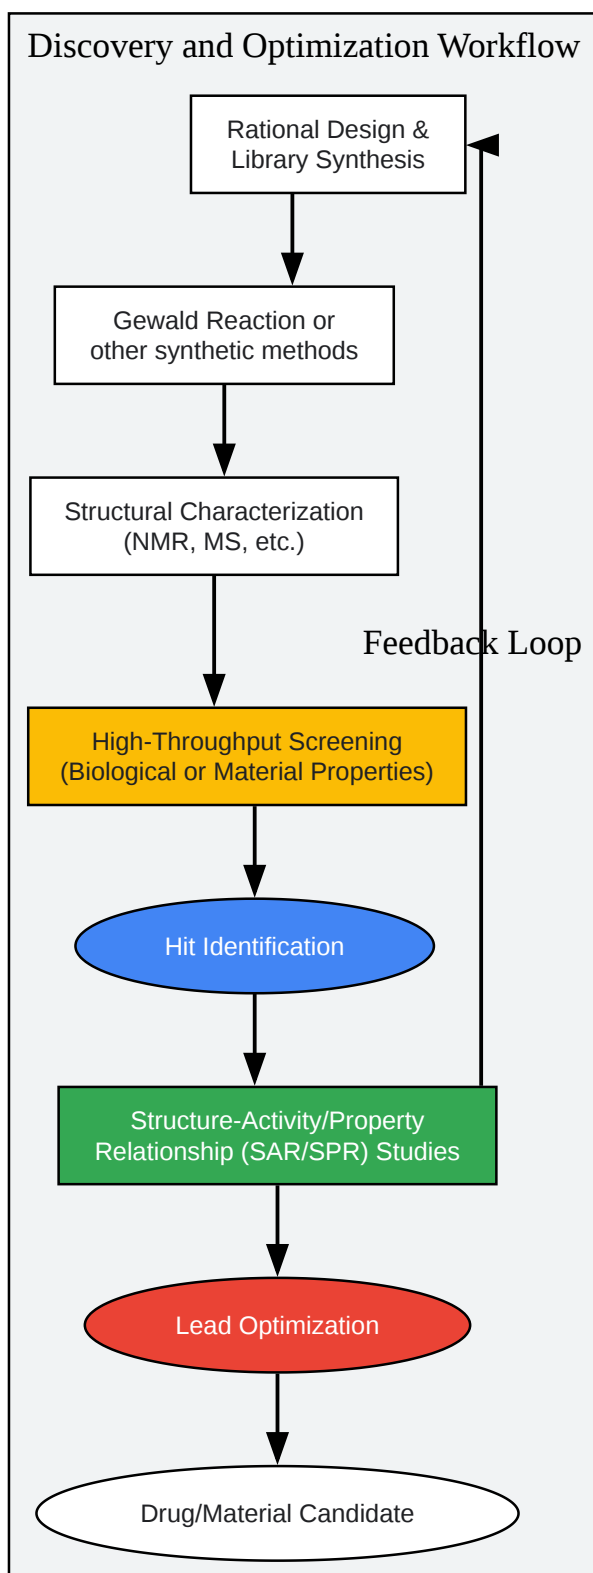 Discovery and Optimization Workflow
Rational Design &
Library Synthesis
Gewald Reaction or
other synthetic methods
Structural Characterization
(NMR, MS, etc.)
Feedback Loop
High-Throughput Screening
(Biological or Material Properties)
Hit Identification
Structure-Activity/Property
Relationship (SAR/SPR) Studies
Lead Optimization
Drug/Material Candidate